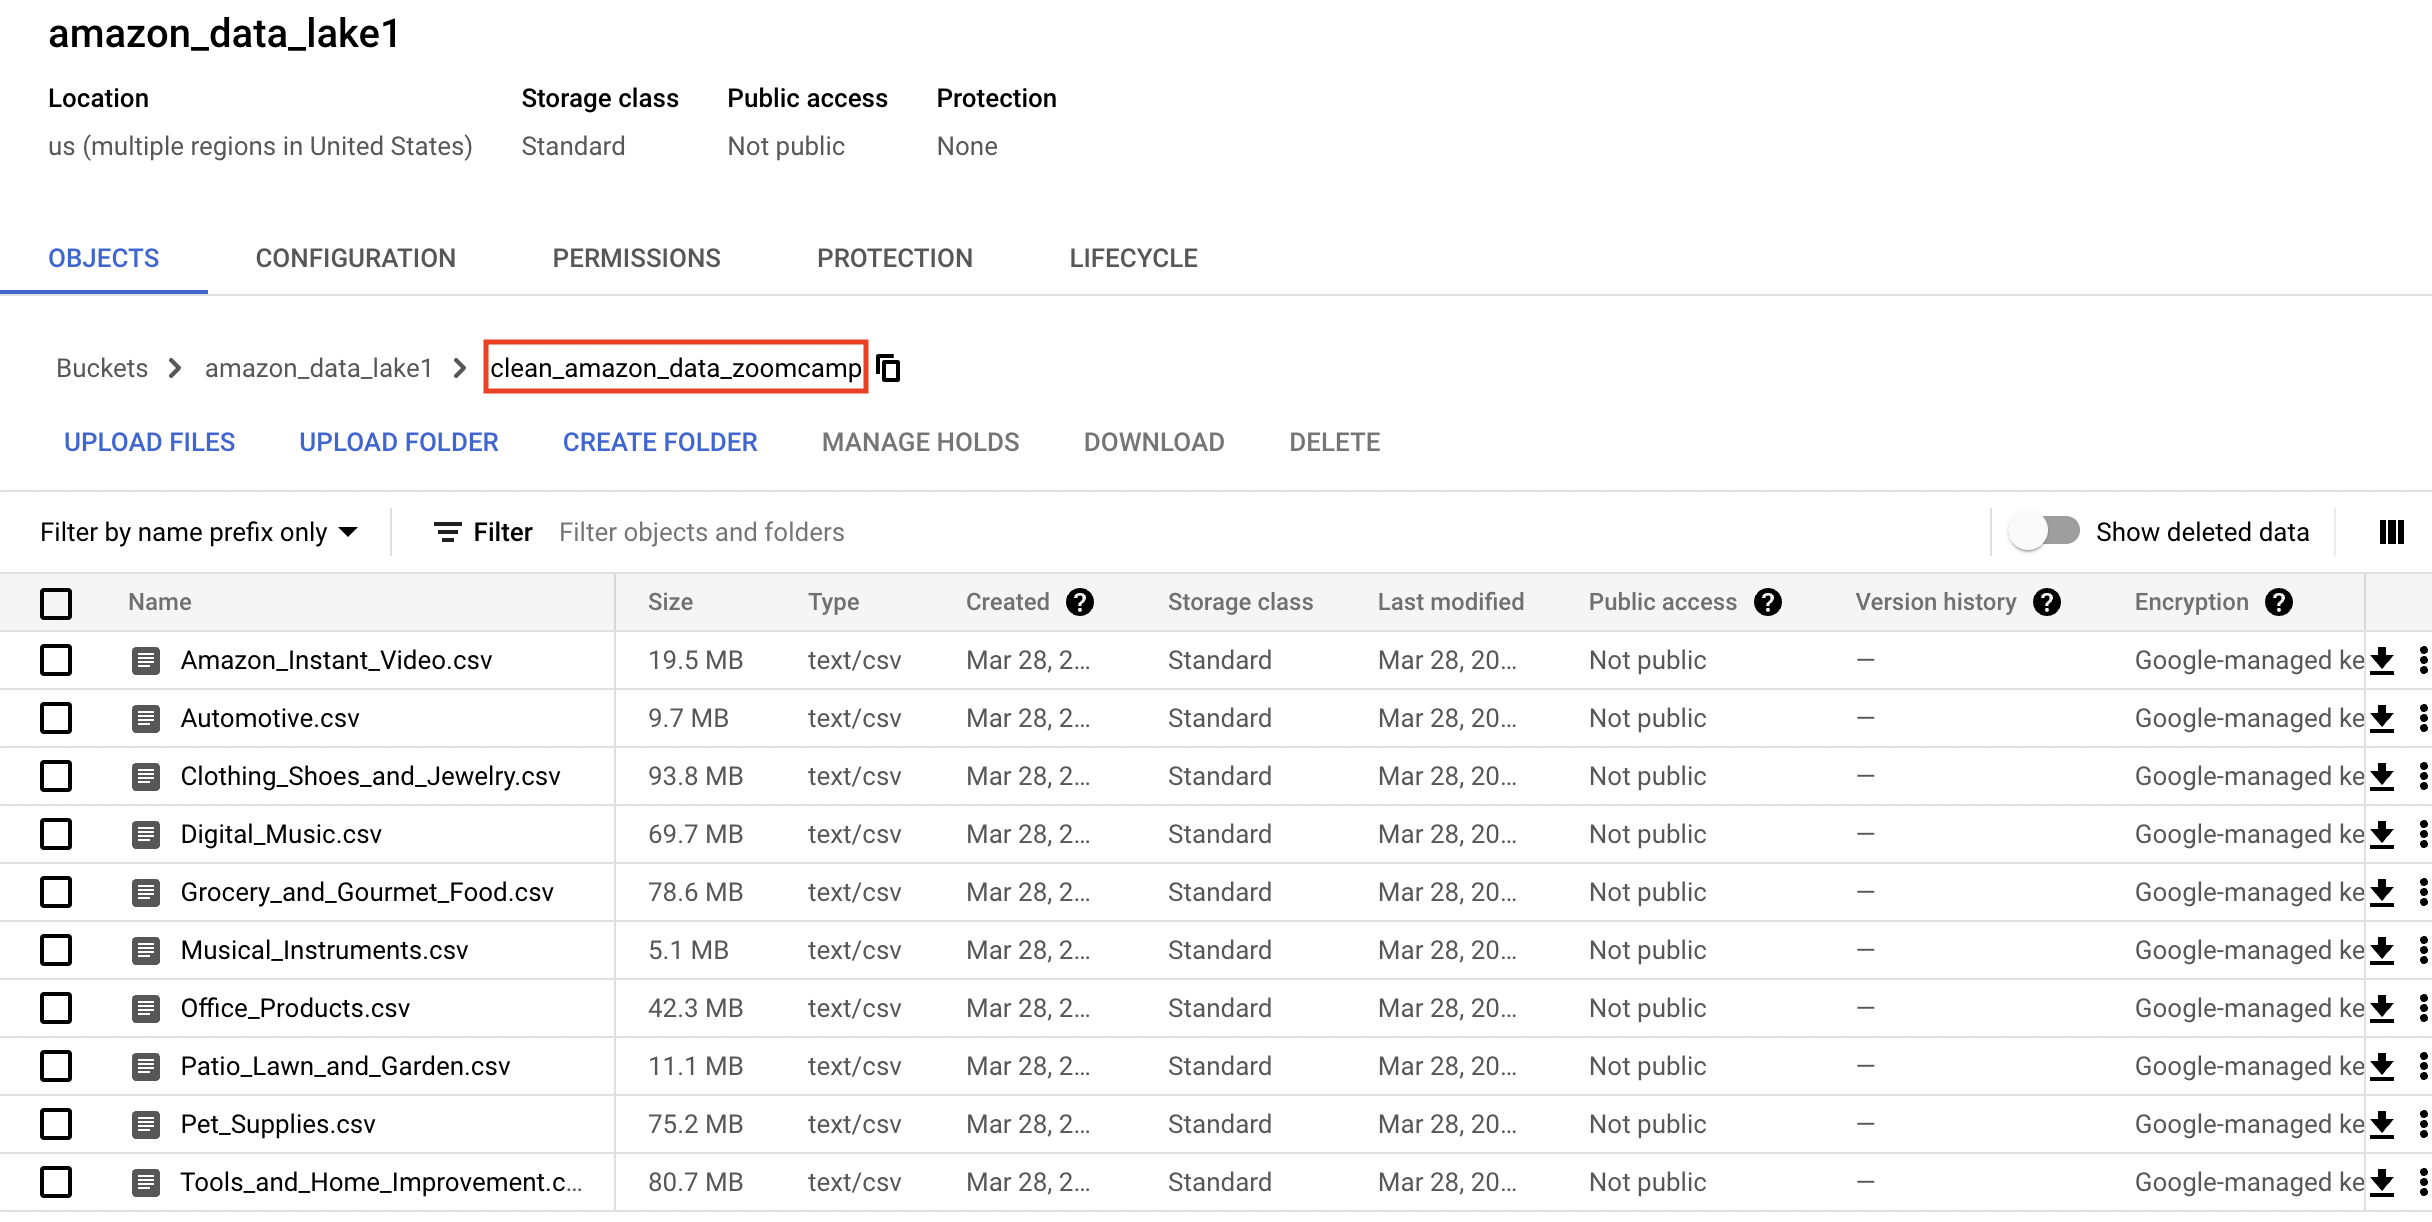 amazon_data_lake1
Location Storage class Public access Protection
us (multiple regions in United States) Standard Not public None
OBJECTS CONFIGURATION PERMISSIONS PROTECTION LIFECYCLE
Buckets > amazon_data_lake1 > clean_amazon_data_zoomcamp
UPLOAD FILES UPLOAD FOLDER CREATE FOLDER MANAGE HOLDS DOWNLOAD DELETE
Filter by name prefix only Filter Filter objects and folders Show deleted data
Name Size Type Created ? Storage class Last modified Public access ? Version history ? Encryption ?
Amazon_Instant_Video.csv 19.5 MB text/csv Mar 28, 2... Standard Mar 28, 20... Not public — Google-managed ke
Automotive.csv 9.7 MB text/csv Mar 28, 2... Standard Mar 28, 20... Not public — Google-managed ke
Clothing_Shoes_and_Jewelry.csv 93.8 MB text/csv Mar 28, 2... Standard Mar 28, 20... Not public — Google-managed ke
Digital_Music.csv 69.7 MB text/csv Mar 28, 2... Standard Mar 28, 20... Not public — Google-managed ke
Grocery_and_Gourmet_Food.csv 78.6 MB text/csv Mar 28, 2... Standard Mar 28, 20... Not public — Google-managed ke
Musical_Instruments.csv 5.1 MB text/csv Mar 28, 2... Standard Mar 28, 20... Not public — Google-managed ke
Office_Products.csv 42.3 MB text/csv Mar 28, 2... Standard Mar 28, 20... Not public — Google-managed ke
Patio_Lawn_and_Garden.csv 11.1 MB text/csv Mar 28, 2... Standard Mar 28, 20... Not public — Google-managed ke
Pet_Supplies.csv 75.2 MB text/csv Mar 28, 2... Standard Mar 28, 20... Not public — Google-managed ke
Tools_and_Home_Improvement.c... 80.7 MB text/csv Mar 28, 2... Standard Mar 28, 20... Not public — Google-managed ke